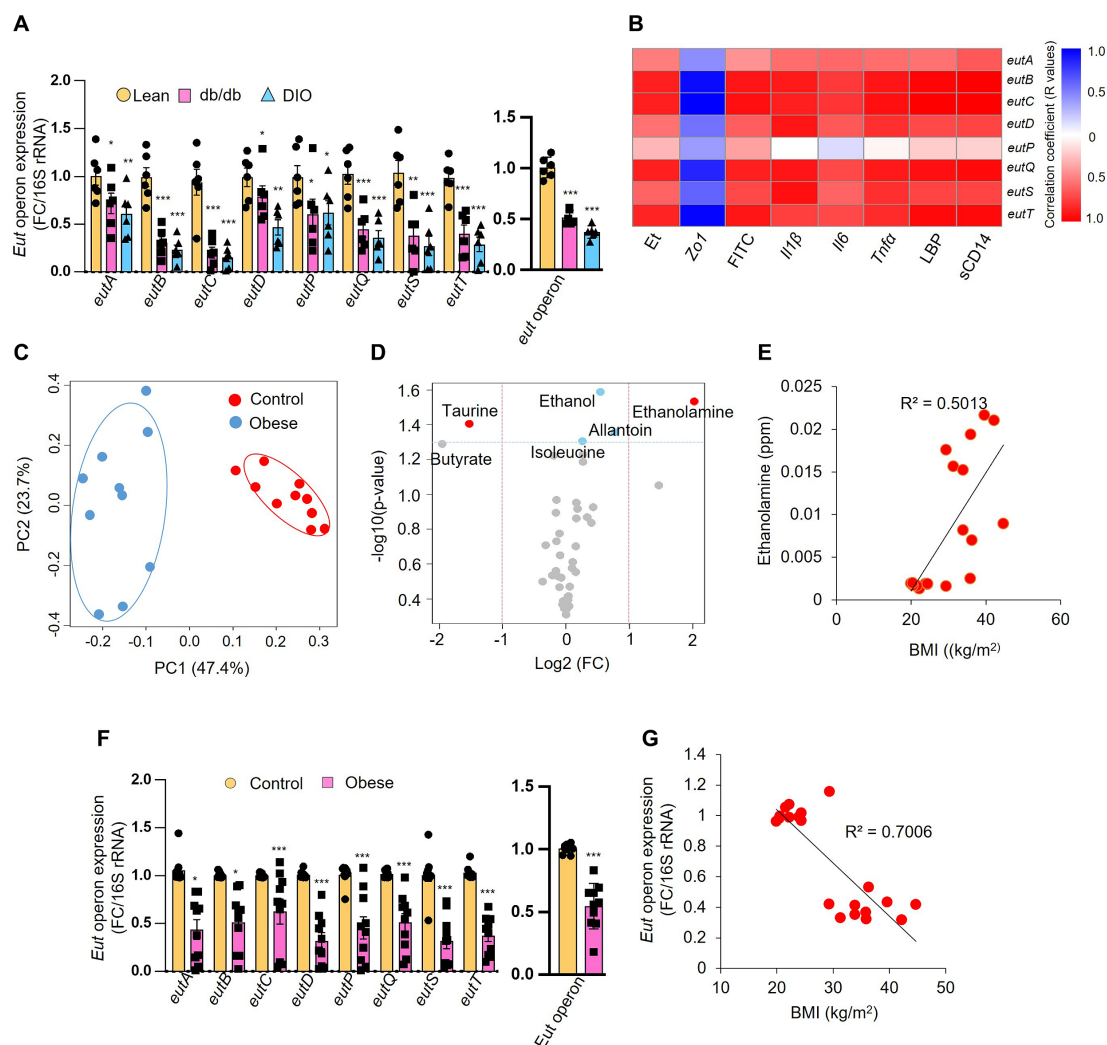 A
Eut operon expression
(FC/16S rRNA)
2.0
1.5
1.0
0.5
0.0
Lean
db/db
DIO
*
**
***
***
***
***
*
**
*
***
***
**
***
***
***
eutA
eutB
eutC
eutD
eutP
eutQ
eutS
eutT
1.5
1.0
0.5
0.0
***
***
eut operon
B
eutA
eutB
eutC
eutD
eutP
eutQ
eutS
eutT
Et
Zo1
FITC
Il1β
Il6
Tnfα
LBP
sCD14
Correlation coefficient (R values)
1.0
0.5
0.0
0.5
1.0
C
PC2 (23.7%)
0.4
0.2
0.0
-0.2
-0.4
Control
Obese
-0.2
-0.1
0.0
0.1
0.2
0.3
PC1 (47.4%)
D
-log10(p-value)
1.6
1.4
1.2
1.0
0.8
0.6
0.4
Taurine
Butyrate
Ethanol
Ethanolamine
Allantoin
Isoleucine
-2
-1
0
1
2
Log2 (FC)
E
Ethanolamine (ppm)
0.025
0.02
0.015
0.01
0.005
0
R² = 0.5013
0
20
40
60
BMI ((kg/m²)
F
Eut operon expression
(FC/16S rRNA)
2.0
1.5
1.0
0.5
0.0
Control
Obese
*
*
***
***
***
***
***
***
eutA
eutB
eutC
eutD
eutP
eutQ
eutS
eutT
1.5
1.0
0.5
0.0
***
Eut operon
G
Eut operon expression
(FC/16S rRNA)
1.4
1.2
1
0.8
0.6
0.4
0.2
0
R² = 0.7006
10
20
30
40
50
BMI (kg/m²)